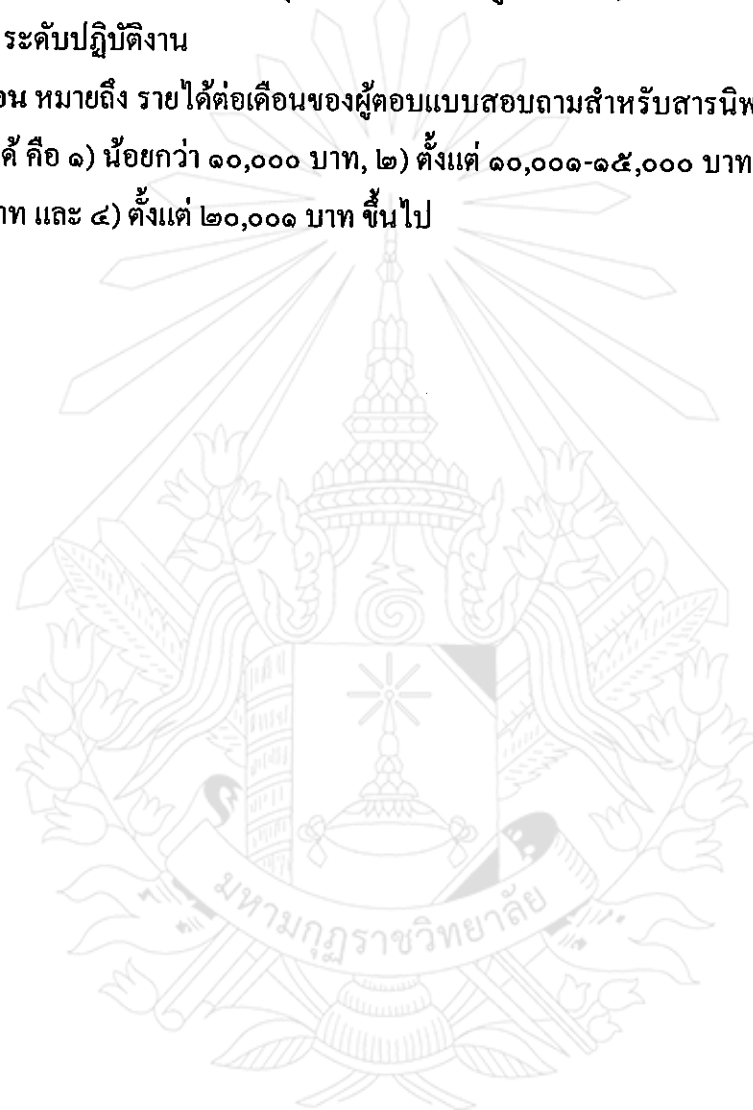 ระดับปฏิบัติงาน
อน หมายถึง รายได้ต่อเดือนของผู้ตอบแบบสอบถามสำหรับสารนิพ
ค้ คือ ๑) น้อยกว่า ๑๐,๐๐๐ บาท, ๒) ตั้งแต่ ๑๐,๐๐๑-๑๕,๐๐๐ บาท
าท และ ๔) ตั้งแต่ ๒๐,๐๐๑ บาท ขึ้นไป
มหามกุฏราชวิทยาลัย